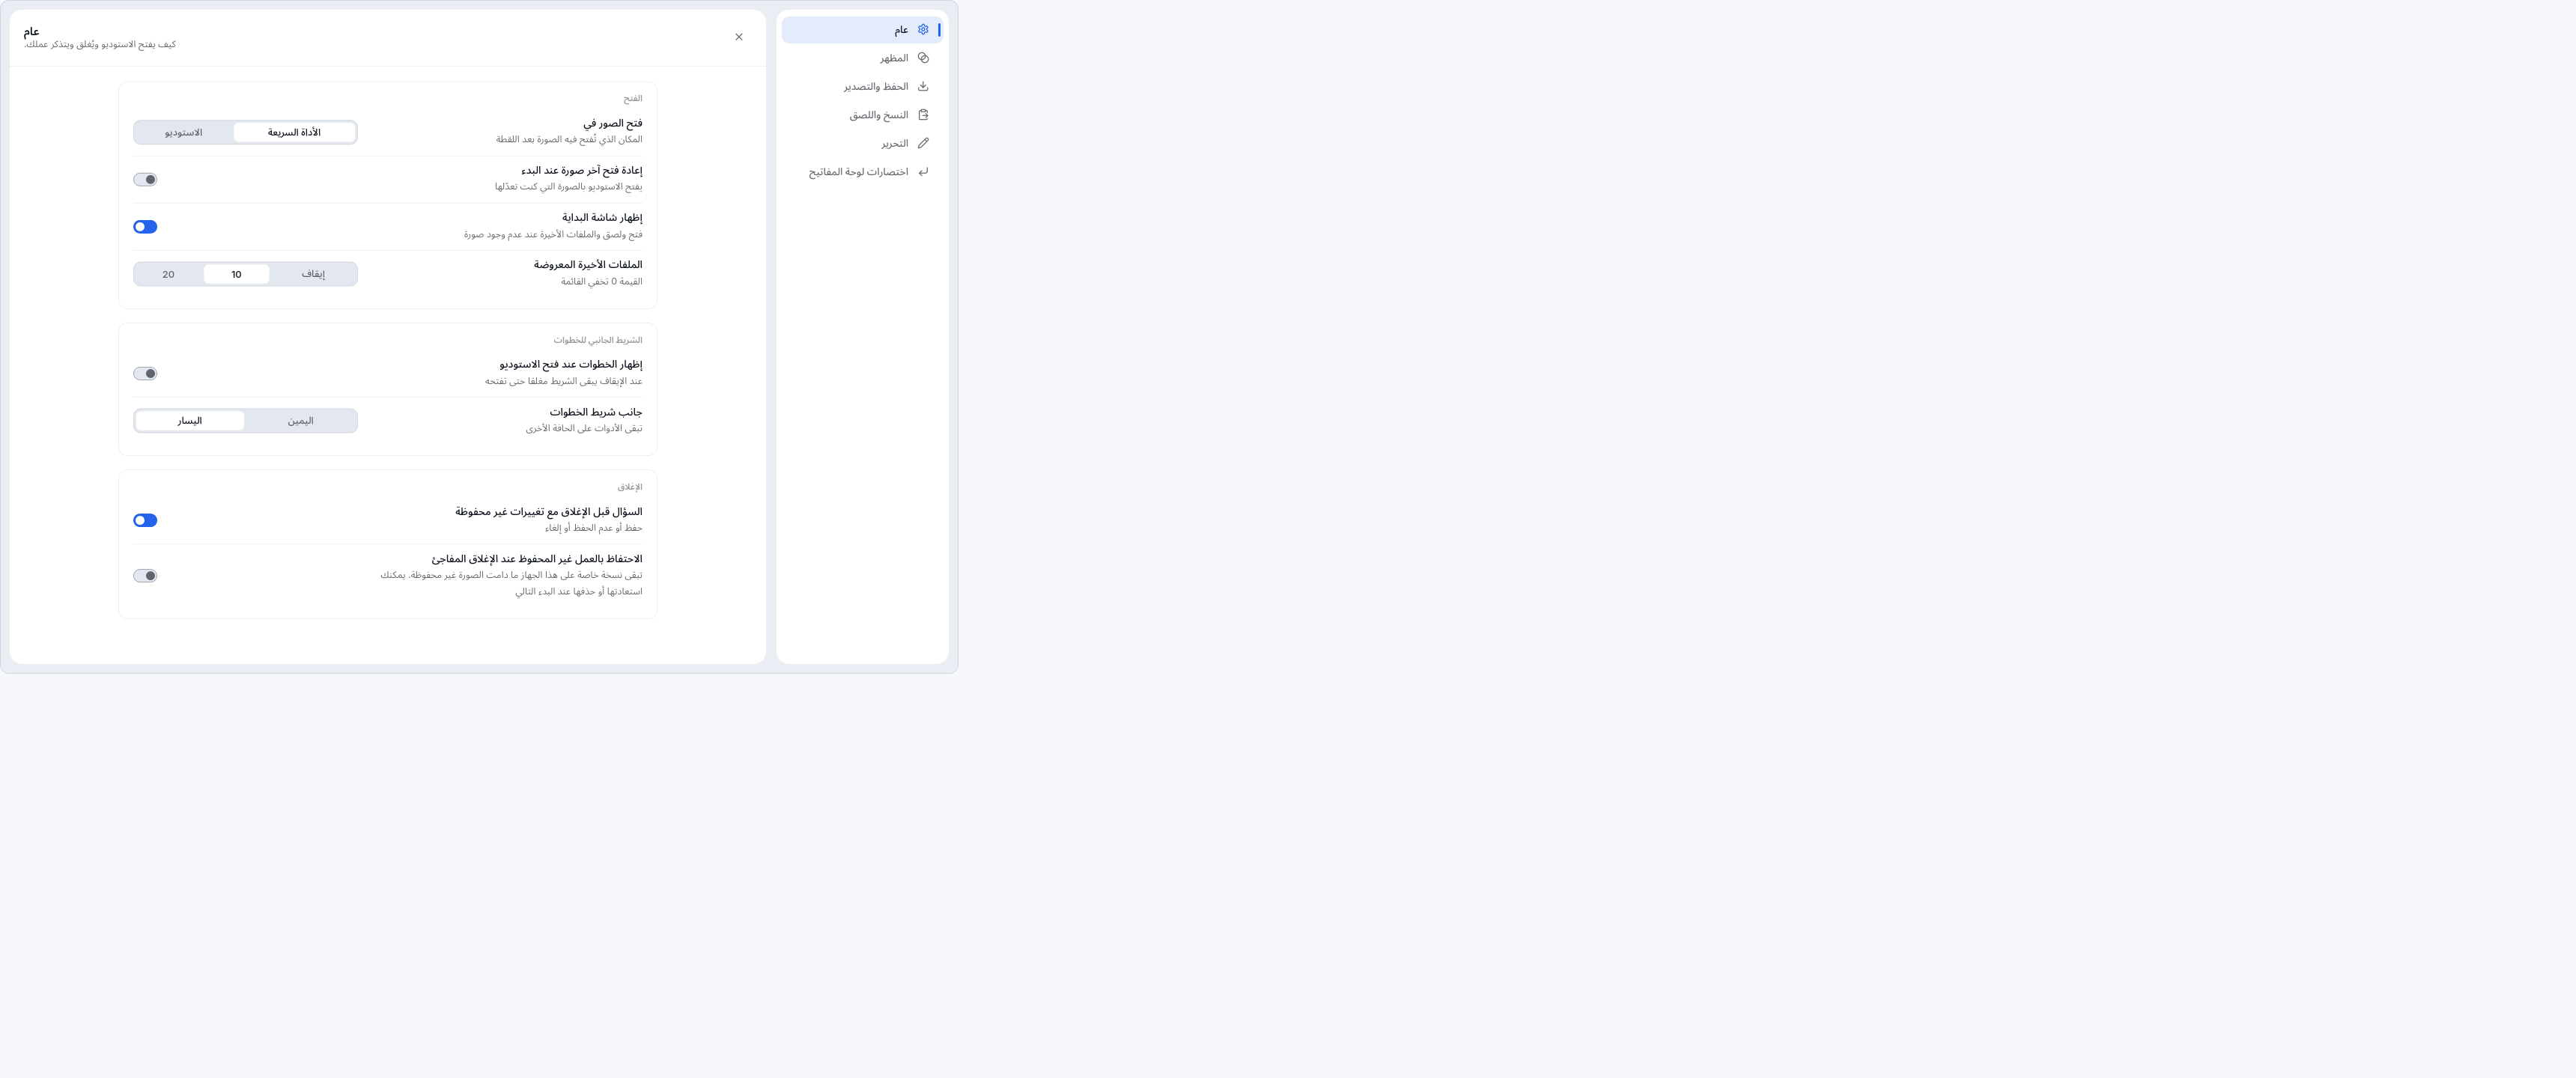 عام
المظهر
الحفظ والتصدير
النسخ واللصق
التحرير
اختصارات لوحة المفاتيح
عام
كيف يفتح الاستوديو ويُغلق ويتذكر عملك.
الفتح
فتح الصور في
المكان الذي تُفتح فيه الصورة بعد اللقطة
الأداة السريعة
الاستوديو
إعادة فتح آخر صورة عند البدء
يفتح الاستوديو بالصورة التي كنت تعدّلها
إظهار شاشة البداية
فتح ولصق والملفات الأخيرة عند عدم وجود صورة
الملفات الأخيرة المعروضة
القيمة 0 تخفي القائمة
إيقاف
10
20
الشريط الجانبي للخطوات
إظهار الخطوات عند فتح الاستوديو
عند الإيقاف يبقى الشريط مغلقا حتى تفتحه
جانب شريط الخطوات
تبقى الأدوات على الحافة الأخرى
اليمين
اليسار
الإغلاق
السؤال قبل الإغلاق مع تغييرات غير محفوظة
حفظ أو عدم الحفظ أو إلغاء
الاحتفاظ بالعمل غير المحفوظ عند الإغلاق المفاجئ
تبقى نسخة خاصة على هذا الجهاز ما دامت الصورة غير محفوظة. يمكنك
استعادتها أو حذفها عند البدء التالي